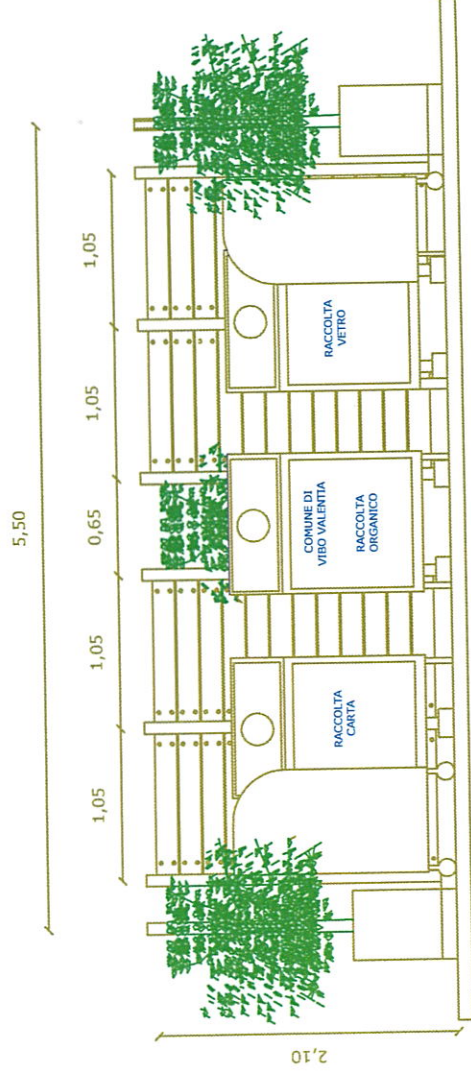 5,50
1,05
1,05
0,65
1,05
1,05
2,10
RACCOLTA
CARTA
COMUNE DI
VIBO VALENTIA
RACCOLTA
ORGANICO
RACCOLTA
VETRO